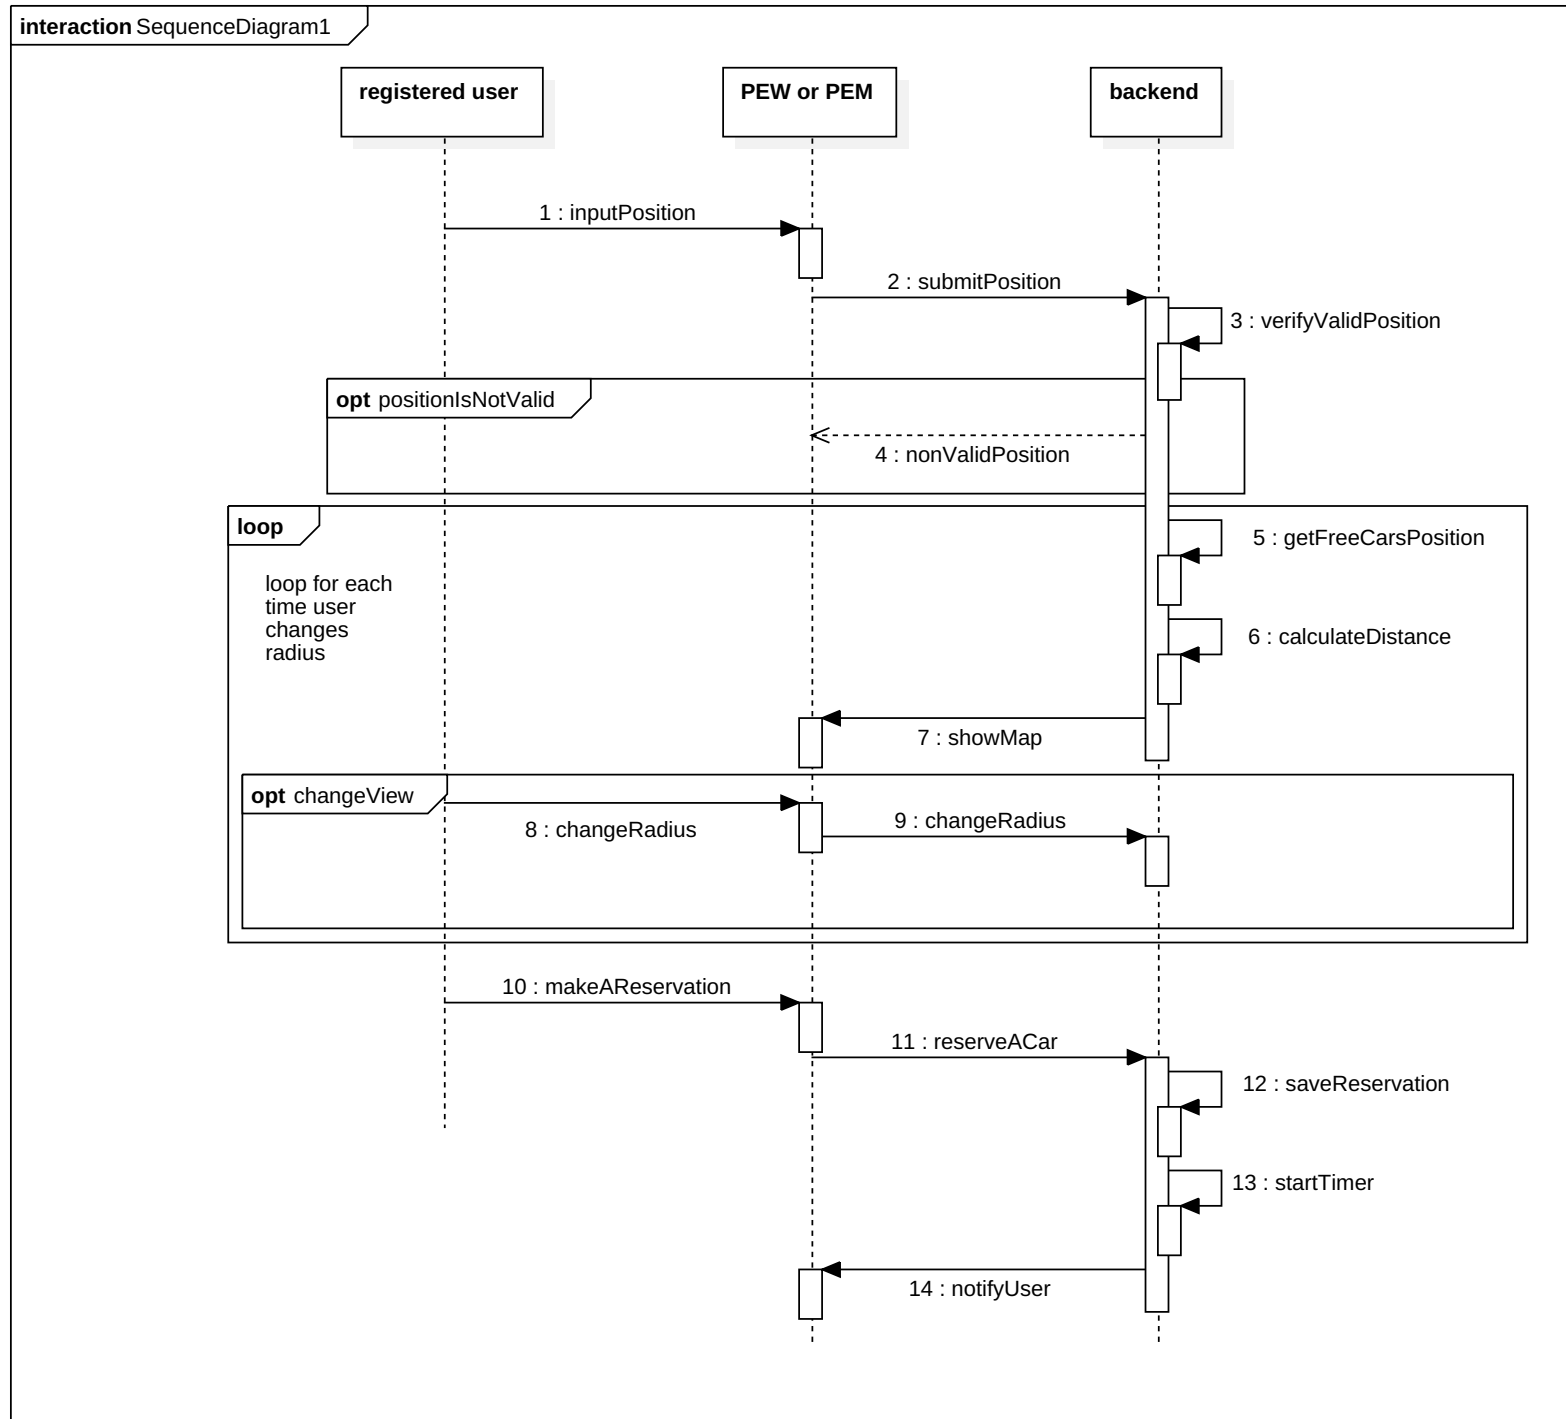 interaction SequenceDiagram1
registered user
PEW or PEM
backend
1 : inputPosition
2 : submitPosition
3 : verifyValidPosition
opt positionIsNotValid
4 : nonValidPosition
loop
5 : getFreeCarsPosition
loop for each
time user
changes
radius
6 : calculateDistance
7 : showMap
opt changeView
8 : changeRadius
9 : changeRadius
10 : makeAReservation
11 : reserveACar
12 : saveReservation
13 : startTimer
14 : notifyUser